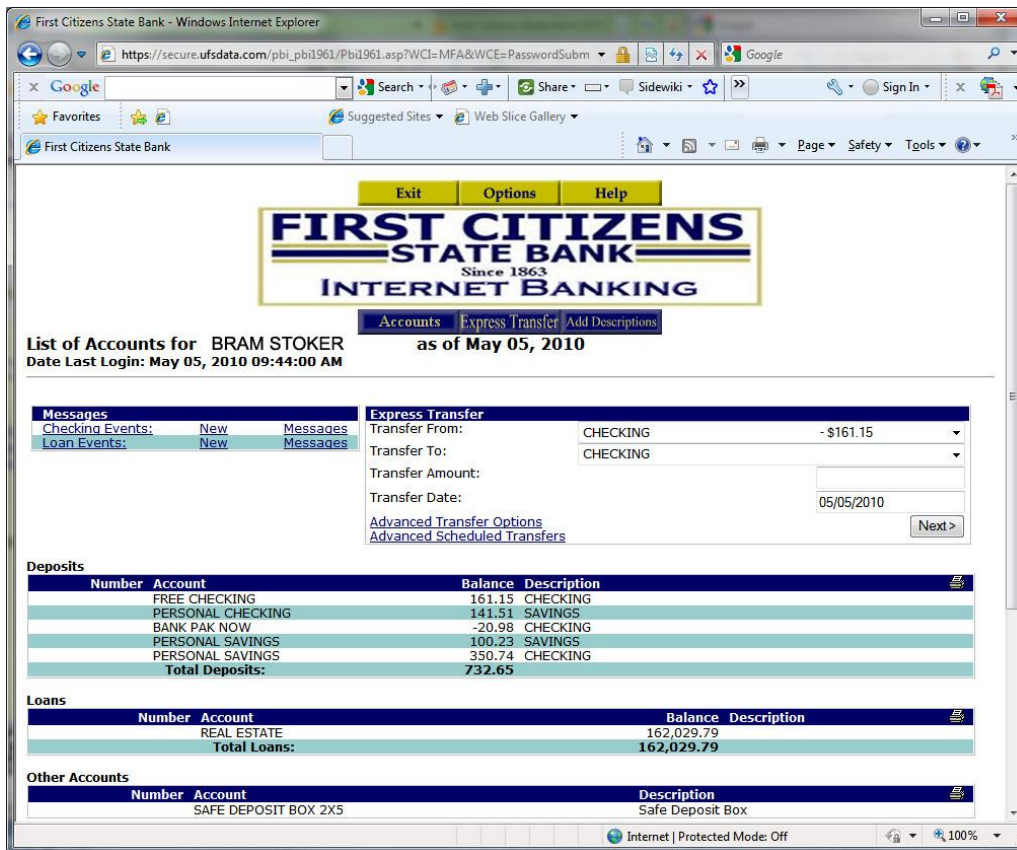 First Citizens State Bank - Windows Internet Explorer
https://secure.ufsdata.com/pbi_pbi1961/Pbi1961.asp?WCI=MFA&WCE=PasswordSubm
Google
x Google Search Share Sidewiki >> Sign In x
Favorites Suggested Sites Web Slice Gallery
First Citizens State Bank Page Safety Tools
Exit Options Help
FIRST CITIZENS
STATE BANK
Since 1863
INTERNET BANKING
Accounts Express Transfer Add Descriptions
List of Accounts for BRAM STOKER as of May 05, 2010
Date Last Login: May 05, 2010 09:44:00 AM
Messages
Checking Events: New Messages
Loan Events: New Messages
Express Transfer
Transfer From: CHECKING - $161.15
Transfer To: CHECKING
Transfer Amount:
Transfer Date: 05/05/2010
Advanced Transfer Options
Advanced Scheduled Transfers
Next >
Deposits
Number Account Balance Description
FREE CHECKING 161.15 CHECKING
PERSONAL CHECKING 141.51 SAVINGS
BANK PAK NOW -20.98 CHECKING
PERSONAL SAVINGS 100.23 SAVINGS
PERSONAL SAVINGS 350.74 CHECKING
Total Deposits: 732.65
Loans
Number Account Balance Description
REAL ESTATE 162,029.79
Total Loans: 162,029.79
Other Accounts
Number Account Description
SAFE DEPOSIT BOX 2X5 Safe Deposit Box
Internet | Protected Mode: Off 100%